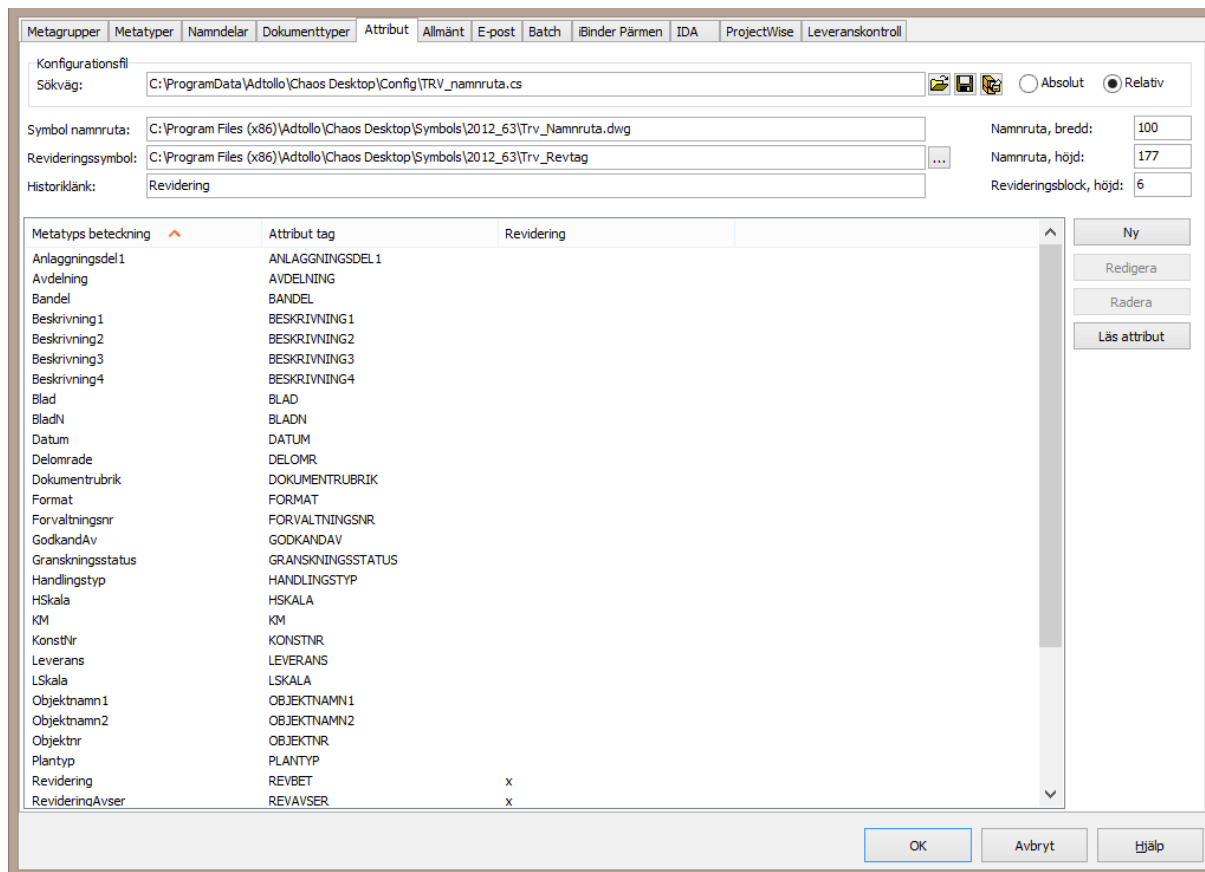 Metagrupper Metatyper Namndelar Dokumenttyper Attribut Allmänt E-post Batch iBinder Pärmen IDA ProjectWise Leveranskontroll
Konfigurationsfil
Sökväg: C:\ProgramData\Adtollo\Chaos Desktop\Config\TRV_namnruta.cs Absolut Relativ
Symbol namnruta: C:\Program Files (x86)\Adtollo\Chaos Desktop\Symbols\2012_63\Trv_Namnruta.dwg Namnruta, bredd: 100
Revideringssymbol: C:\Program Files (x86)\Adtollo\Chaos Desktop\Symbols\2012_63\Trv_Revtag ... Namnruta, höjd: 177
Historiklänk: Revidering Revideringsblock, höjd: 6
Metatyps beteckning Attribut tag Revidering Ny
Anlaggningsdel1 ANLAGGNINGSDEL1
Avdelning AVDELNING Redigera
Bandel BANDEL Radera
Beskrivning1 BESKRIVNING1
Beskrivning2 BESKRIVNING2 Läs attribut
Beskrivning3 BESKRIVNING3
Beskrivning4 BESKRIVNING4
Blad BLAD
BladN BLADN
Datum DATUM
Delomrade DELOMR
Dokumentrubrik DOKUMENTRUBRIK
Format FORMAT
Forvaltningsnr FORVALTNINGSNR
GodkandAv GODKANDAV
Granskningsstatus GRANSKNINGSSTATUS
Handlingstyp HANDLINGSTYP
HSkala HSKALA
KM KM
KonstNr KONSTNR
Leverans LEVERANS
LSkala LSKALA
Objektnamn1 OBJEKTNAMN1
Objektnamn2 OBJEKTNAMN2
Objektnr OBJEKTNR
Plantyp PLANTYP
Revidering REVBET x
RevideringAvser REVAVSER x
OK Avbryt Hjälp